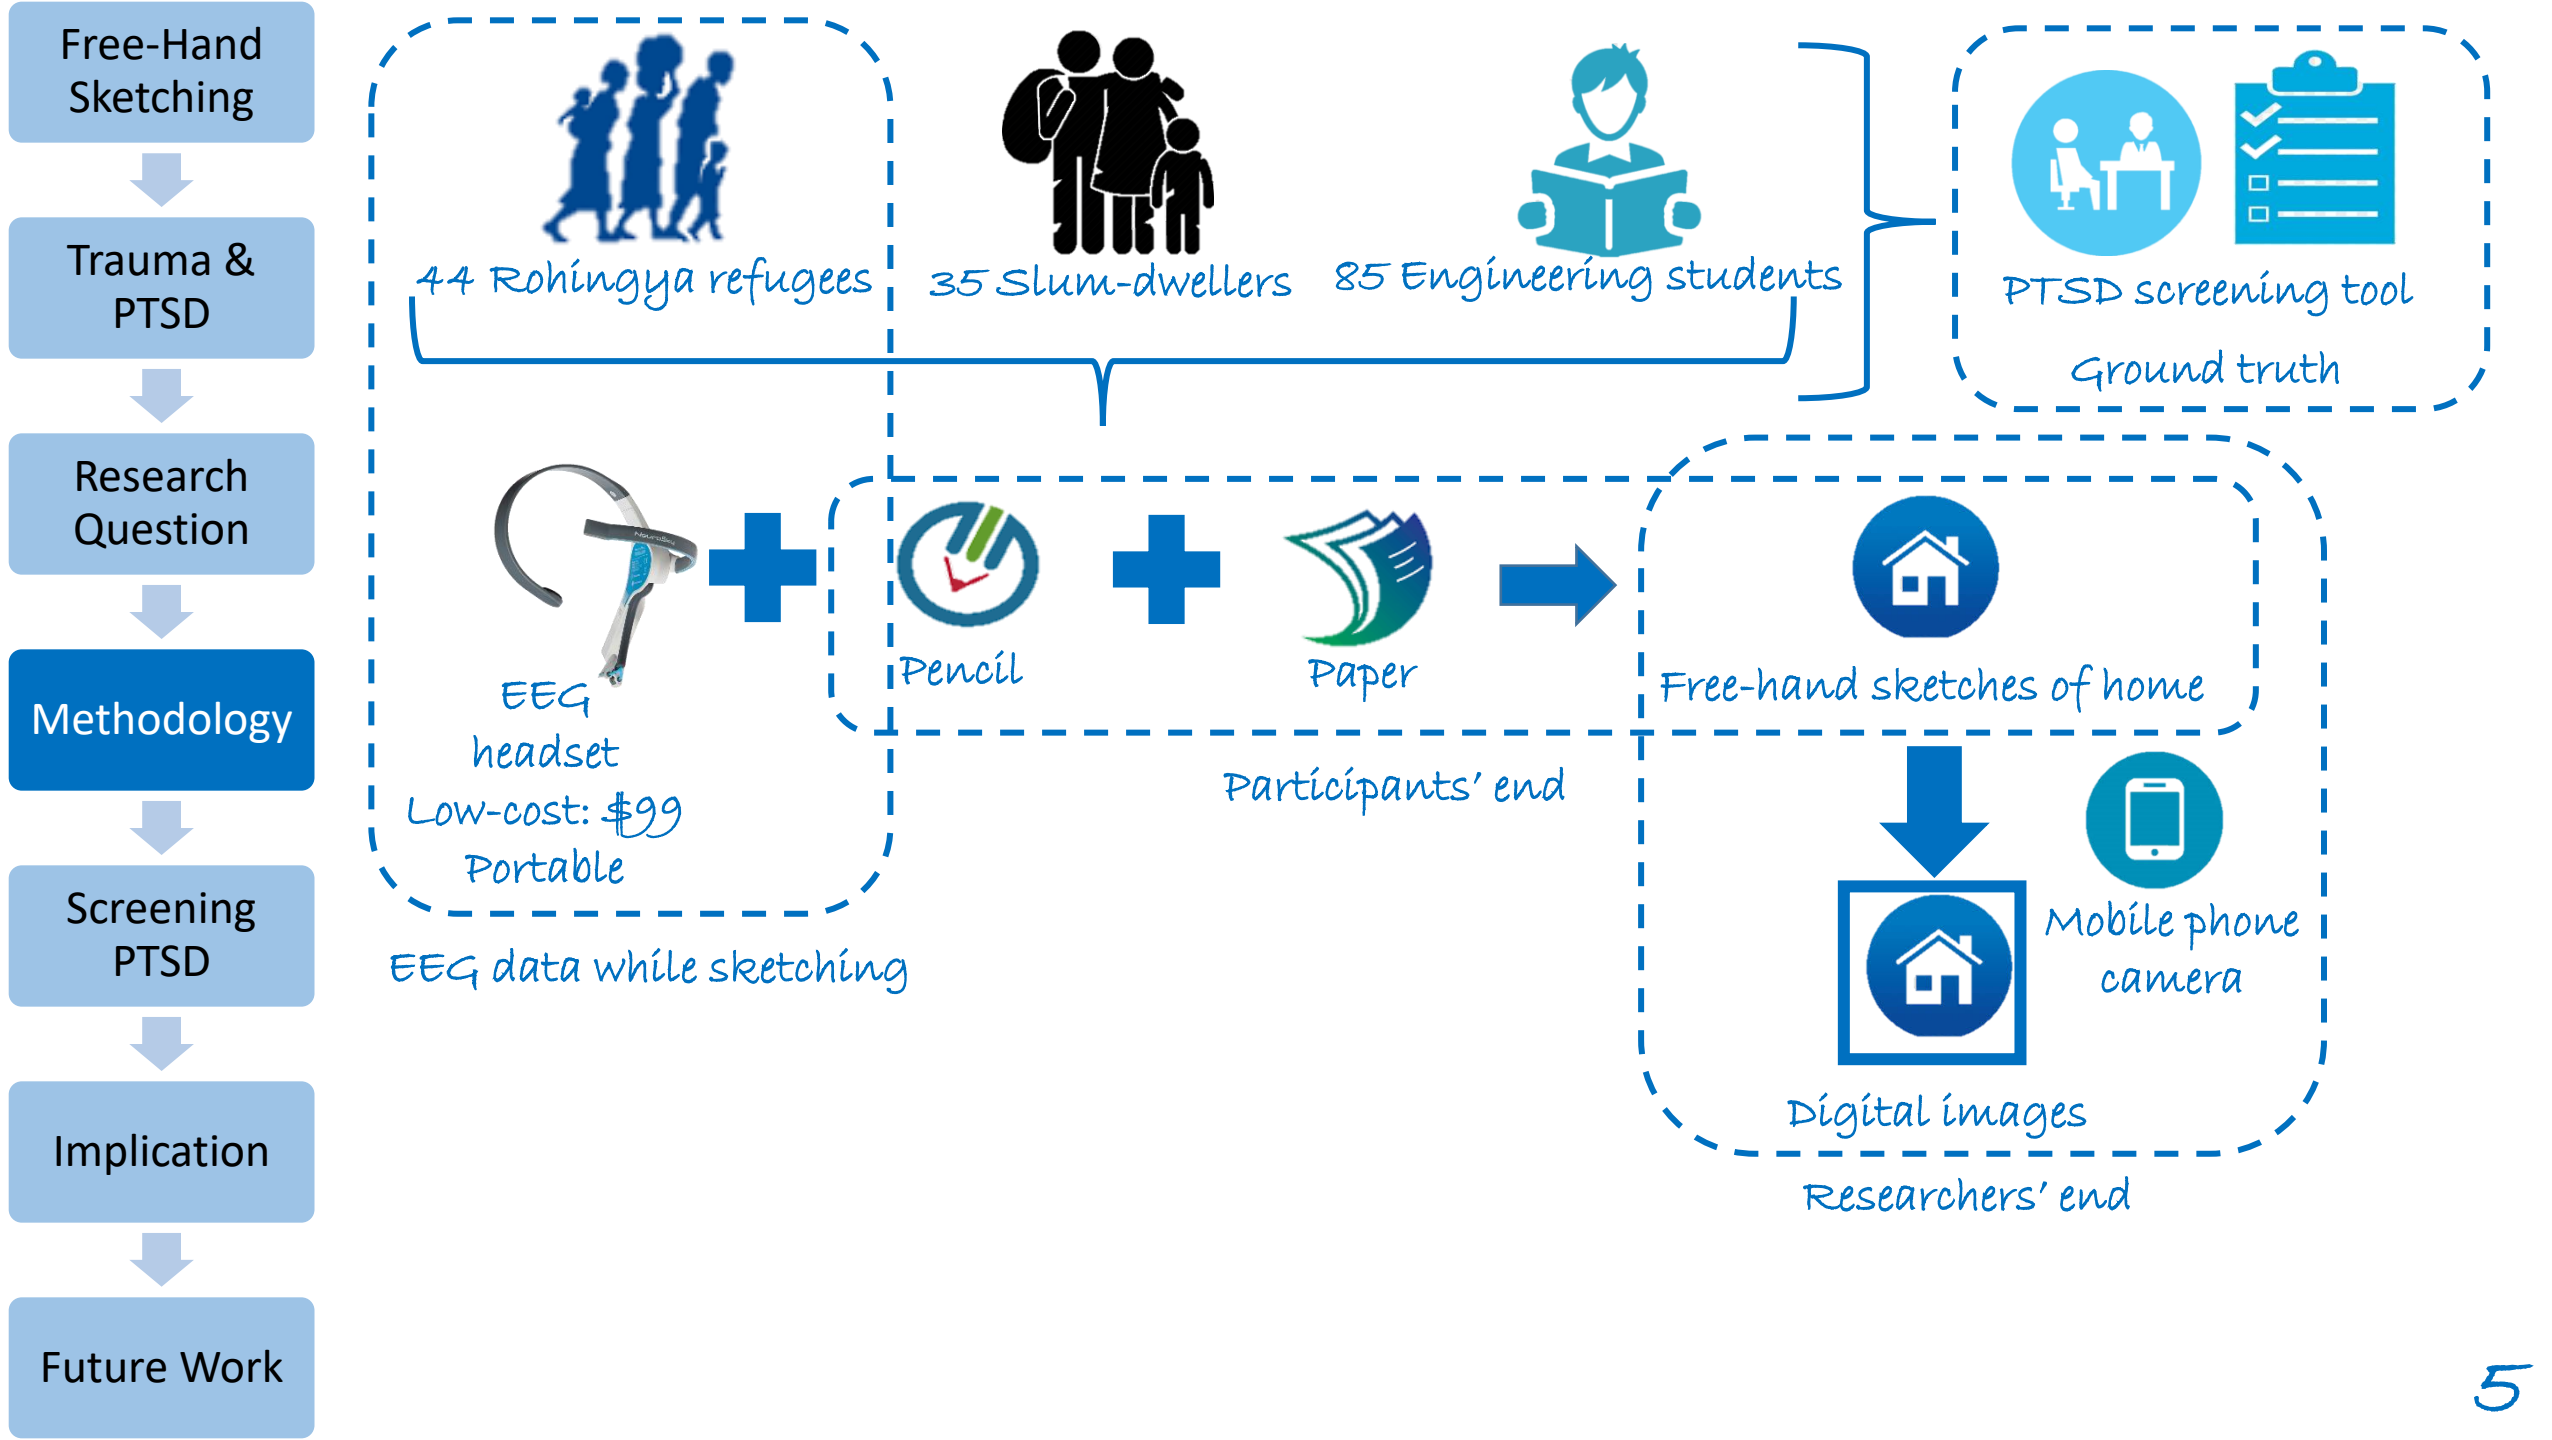 Free-Hand
Sketching
Trauma &
PTSD
Research
Question
Methodology
Screening
PTSD
Implication
Future Work
44 Rohingya refugees
35 Slum-dwellers
85 Engineering students
PTSD screening tool
Ground truth
NeuroSky
EEG
headset
Low-cost: $99
Portable
EEG data while sketching
Pencil
Paper
Free-hand sketches of home
Participants' end
Mobile phone
camera
Digital images
Researchers' end
5